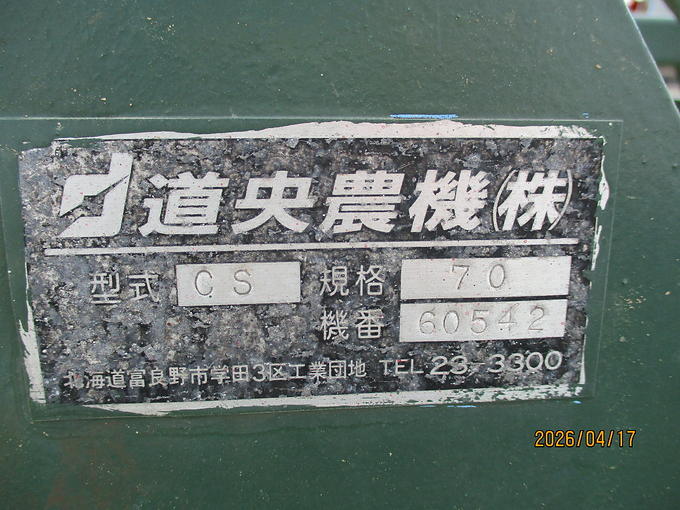 道央農機(株)
型式 CS 規格 70
機番 60542
北海道富良野市学田3区工業団地 TEL 23-3300
2026/04/17